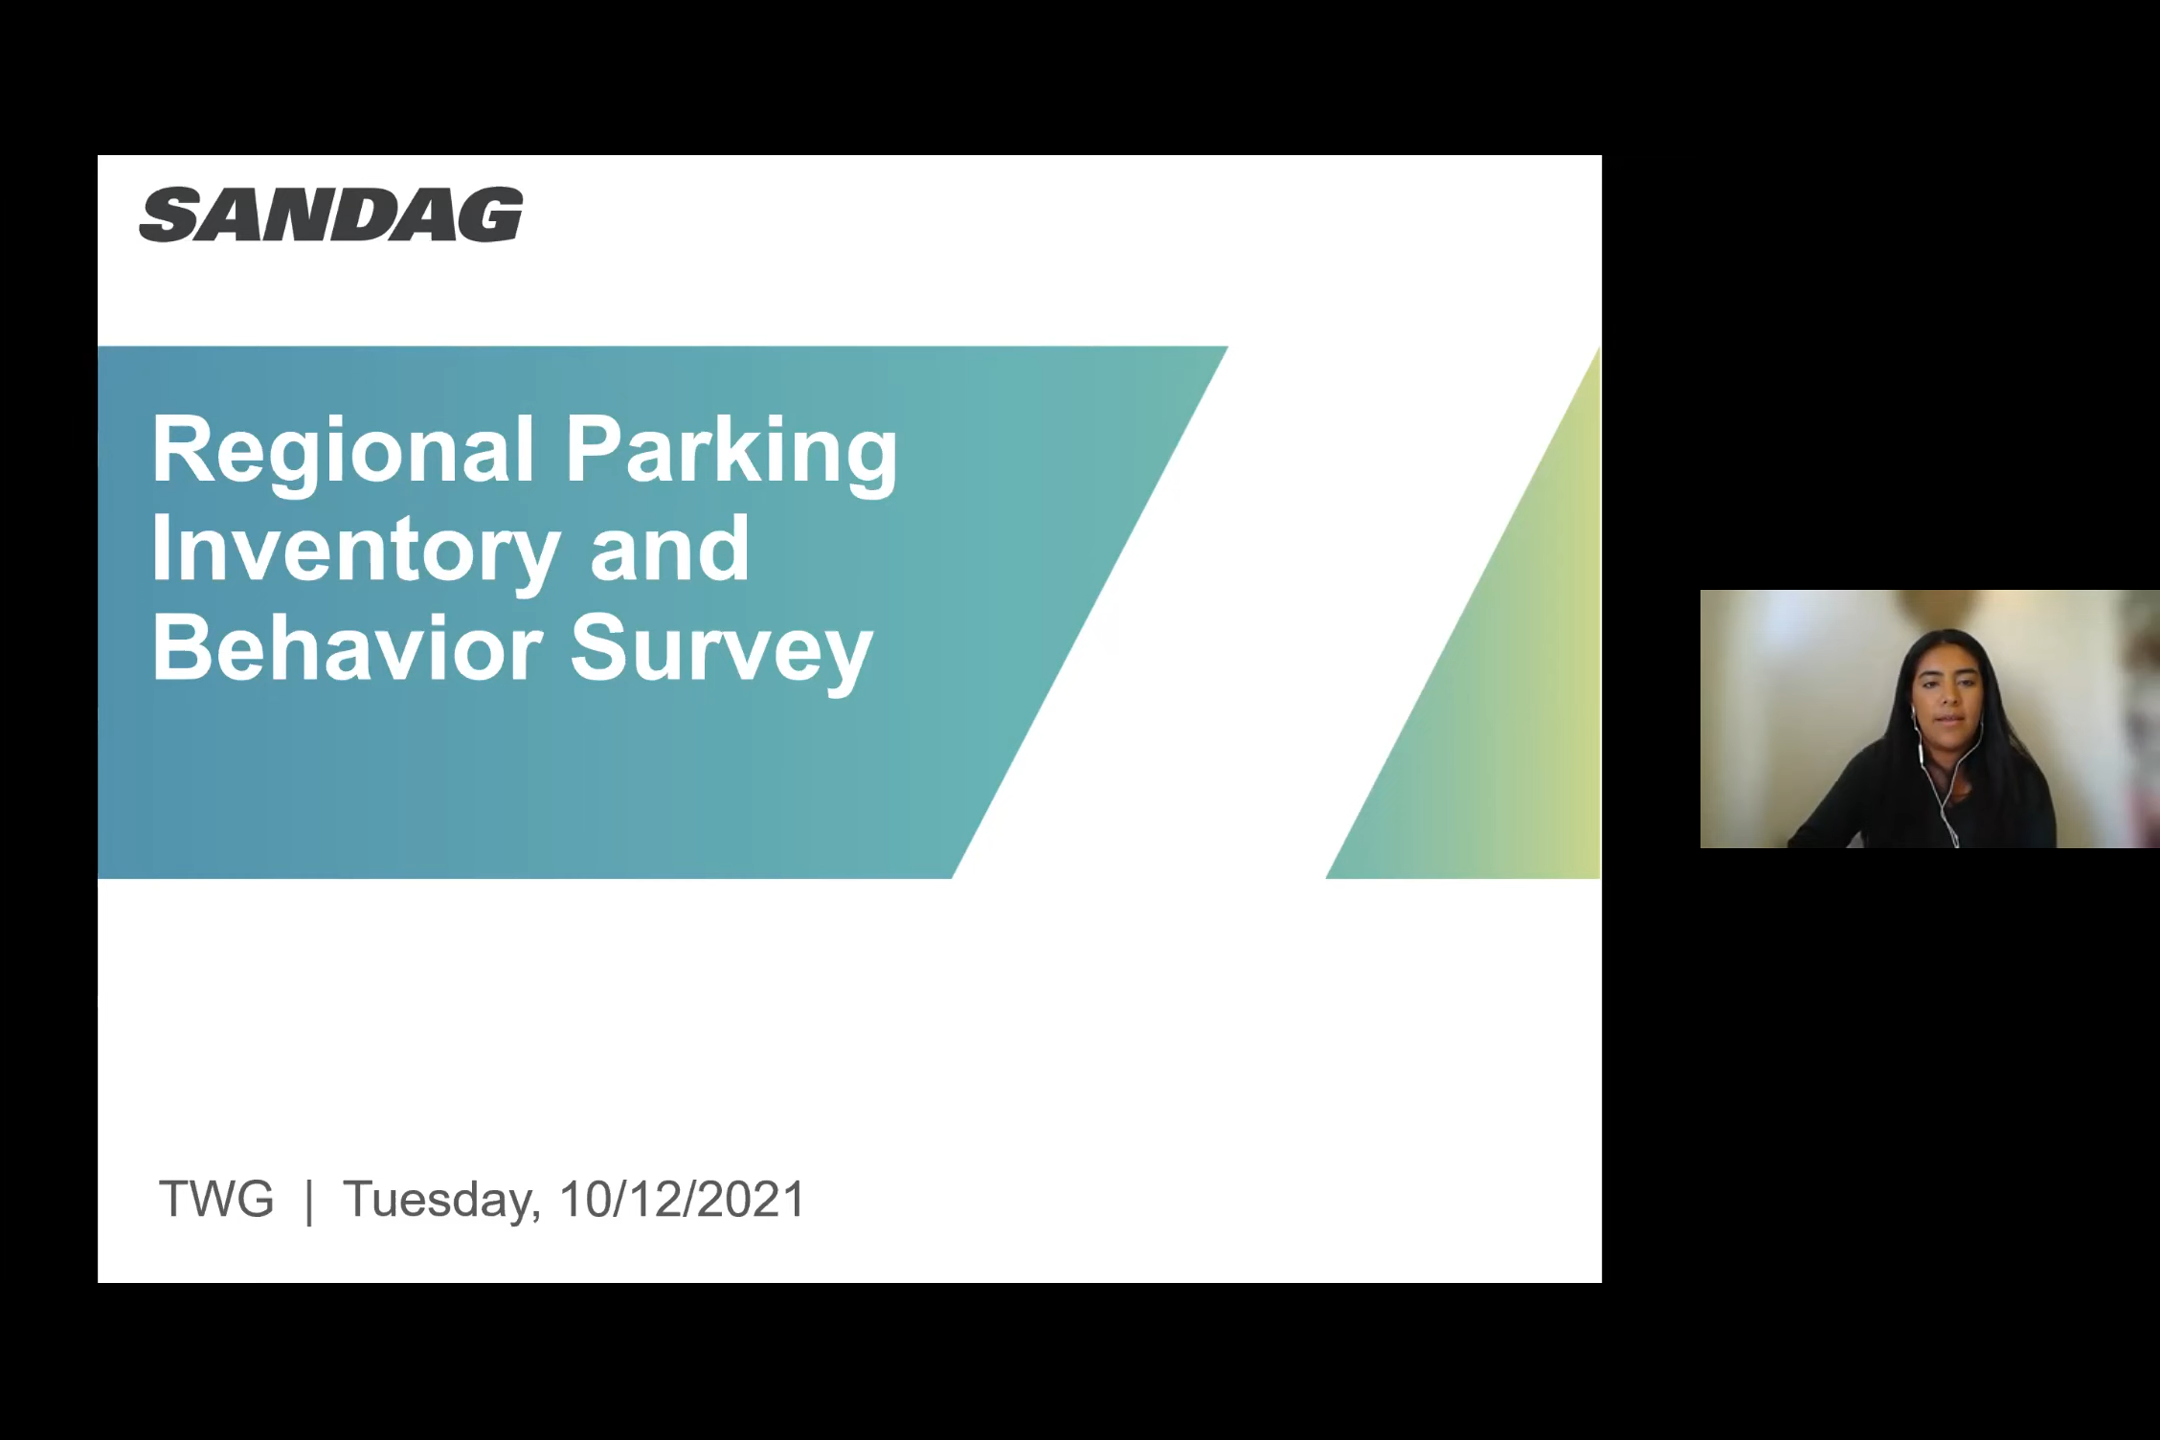 SANDAG
Regional Parking
Inventory and
Behavior Survey
TWG | Tuesday, 10/12/2021